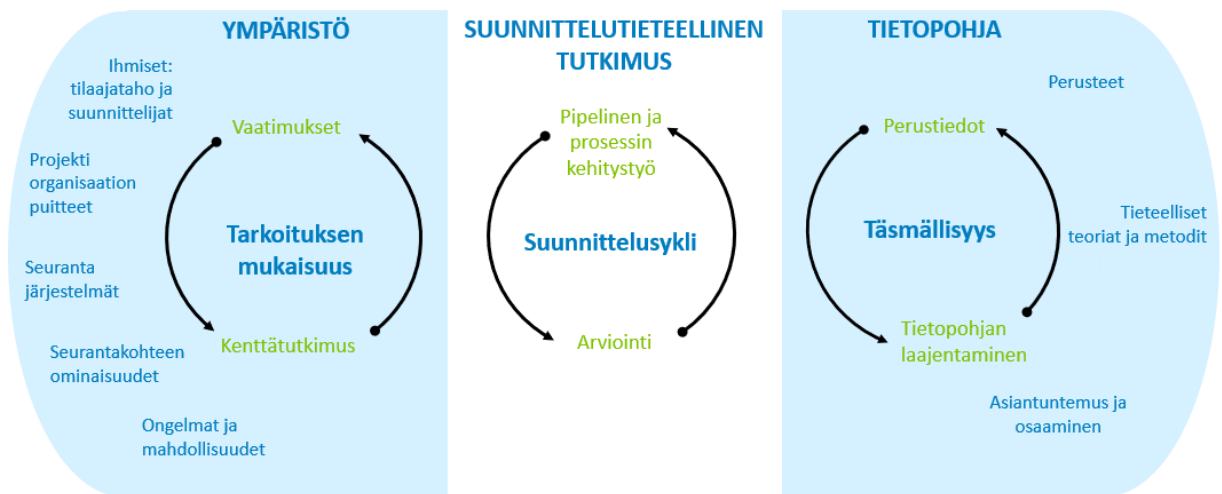 YMPÄRISTÖ
Ihmiset:
tilaajataho ja
suunnittelijat
Vaatimukset
Projekti
organisaation
puitteet
Tarkoituksen
mukaisuus
Seuranta
järjestelmät
Kenttätutkimus
Seurantakohteen
ominaisuudet
Ongelmat ja
mahdollisuudet
SUUNNITTELUTIETEELLINEN
TUTKIMUS
Pipelinen ja
prosessin
kehitystyö
Suunnittelusykli
Arviointi
TIETOPOHJA
Perusteet
Perustiedot
Tieteelliset
teoriat ja metodit
Täsmällisyys
Tietopohjan
laajentaminen
Asiantuntemus ja
osaaminen